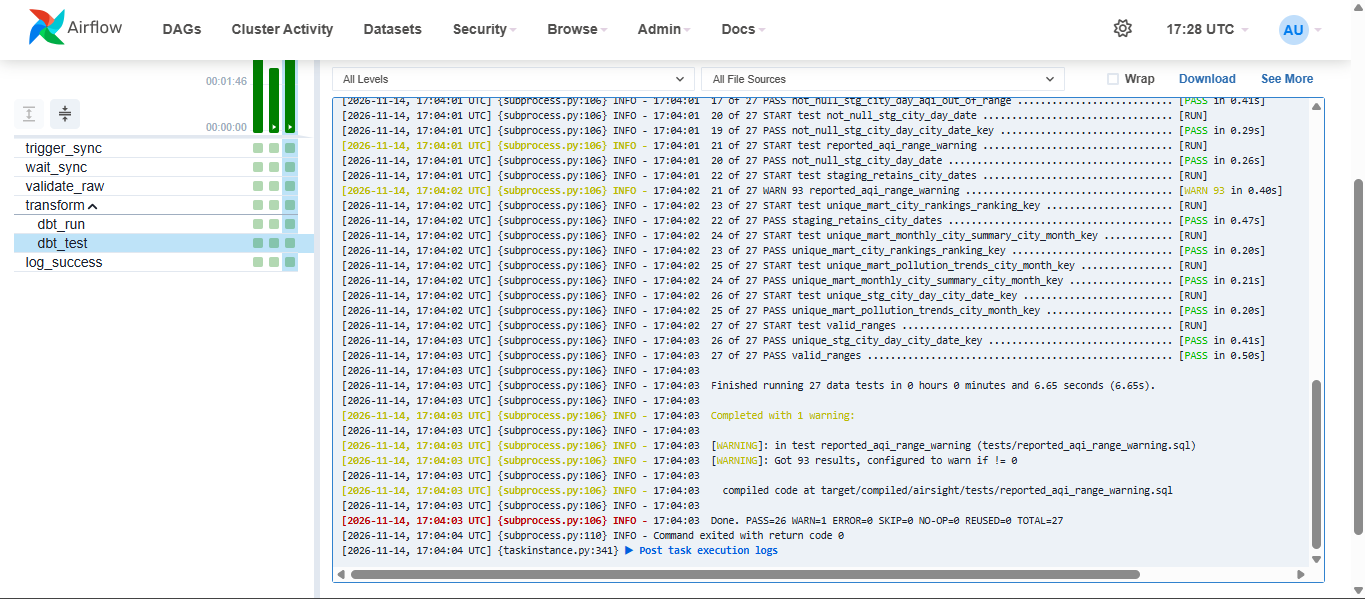 Airflow DAGs Cluster Activity Datasets Security Browse Admin Docs 17:28 UTC AU
00:01:46
00:00:00
trigger_sync
wait_sync
validate_raw
transform
dbt_run
dbt_test
log_success
All Levels All File Sources Wrap Download See More
[2026-11-14, 17:04:01 UTC] {subprocess.py:106} INFO - 17:04:01 17 of 27 PASS not_null_stg_city_day_aqi_out_of_range .......................... [PASS in 0.41s]
[2026-11-14, 17:04:01 UTC] {subprocess.py:106} INFO - 17:04:01 20 of 27 START test not_null_stg_city_day_date ................................ [RUN]
[2026-11-14, 17:04:01 UTC] {subprocess.py:106} INFO - 17:04:01 19 of 27 PASS not_null_stg_city_day_city_date_key ............................. [PASS in 0.29s]
[2026-11-14, 17:04:01 UTC] {subprocess.py:106} INFO - 17:04:01 21 of 27 START test reported_aqi_range_warning ................................ [RUN]
[2026-11-14, 17:04:01 UTC] {subprocess.py:106} INFO - 17:04:01 20 of 27 PASS not_null_stg_city_day_date ...................................... [PASS in 0.26s]
[2026-11-14, 17:04:01 UTC] {subprocess.py:106} INFO - 17:04:01 22 of 27 START test staging_retains_city_dates ................................ [RUN]
[2026-11-14, 17:04:02 UTC] {subprocess.py:106} INFO - 17:04:02 21 of 27 WARN 93 reported_aqi_range_warning ................................... [WARN 93 in 0.40s]
[2026-11-14, 17:04:02 UTC] {subprocess.py:106} INFO - 17:04:02 23 of 27 START test unique_mart_city_rankings_ranking_key ..................... [RUN]
[2026-11-14, 17:04:02 UTC] {subprocess.py:106} INFO - 17:04:02 22 of 27 PASS staging_retains_city_dates ...................................... [PASS in 0.47s]
[2026-11-14, 17:04:02 UTC] {subprocess.py:106} INFO - 17:04:02 24 of 27 START test unique_mart_monthly_city_summary_city_month_key ........... [RUN]
[2026-11-14, 17:04:02 UTC] {subprocess.py:106} INFO - 17:04:02 23 of 27 PASS unique_mart_city_rankings_ranking_key ........................... [PASS in 0.20s]
[2026-11-14, 17:04:02 UTC] {subprocess.py:106} INFO - 17:04:02 25 of 27 START test unique_mart_pollution_trends_city_month_key ............... [RUN]
[2026-11-14, 17:04:02 UTC] {subprocess.py:106} INFO - 17:04:02 24 of 27 PASS unique_mart_monthly_city_summary_city_month_key ................. [PASS in 0.21s]
[2026-11-14, 17:04:02 UTC] {subprocess.py:106} INFO - 17:04:02 26 of 27 START test unique_stg_city_day_city_date_key ......................... [RUN]
[2026-11-14, 17:04:02 UTC] {subprocess.py:106} INFO - 17:04:02 25 of 27 PASS unique_mart_pollution_trends_city_month_key ..................... [PASS in 0.20s]
[2026-11-14, 17:04:02 UTC] {subprocess.py:106} INFO - 17:04:02 27 of 27 START test valid_ranges .............................................. [RUN]
[2026-11-14, 17:04:03 UTC] {subprocess.py:106} INFO - 17:04:03 26 of 27 PASS unique_stg_city_day_city_date_key ............................... [PASS in 0.41s]
[2026-11-14, 17:04:03 UTC] {subprocess.py:106} INFO - 17:04:03 27 of 27 PASS valid_ranges .................................................... [PASS in 0.50s]
[2026-11-14, 17:04:03 UTC] {subprocess.py:106} INFO - 17:04:03
[2026-11-14, 17:04:03 UTC] {subprocess.py:106} INFO - 17:04:03 Finished running 27 data tests in 0 hours 0 minutes and 6.65 seconds (6.65s).
[2026-11-14, 17:04:03 UTC] {subprocess.py:106} INFO - 17:04:03
[2026-11-14, 17:04:03 UTC] {subprocess.py:106} INFO - 17:04:03 Completed with 1 warning:
[2026-11-14, 17:04:03 UTC] {subprocess.py:106} INFO - 17:04:03
[2026-11-14, 17:04:03 UTC] {subprocess.py:106} INFO - 17:04:03 [WARNING]: in test reported_aqi_range_warning (tests/reported_aqi_range_warning.sql)
[2026-11-14, 17:04:03 UTC] {subprocess.py:106} INFO - 17:04:03 [WARNING]: Got 93 results, configured to warn if != 0
[2026-11-14, 17:04:03 UTC] {subprocess.py:106} INFO - 17:04:03
[2026-11-14, 17:04:03 UTC] {subprocess.py:106} INFO - 17:04:03 compiled code at target/compiled/airsight/tests/reported_aqi_range_warning.sql
[2026-11-14, 17:04:03 UTC] {subprocess.py:106} INFO - 17:04:03
[2026-11-14, 17:04:03 UTC] {subprocess.py:106} INFO - 17:04:03 Done. PASS=26 WARN=1 ERROR=0 SKIP=0 NO-OP=0 REUSED=0 TOTAL=27
[2026-11-14, 17:04:04 UTC] {subprocess.py:110} INFO - Command exited with return code 0
[2026-11-14, 17:04:04 UTC] {taskinstance.py:341} ▶ Post task execution logs